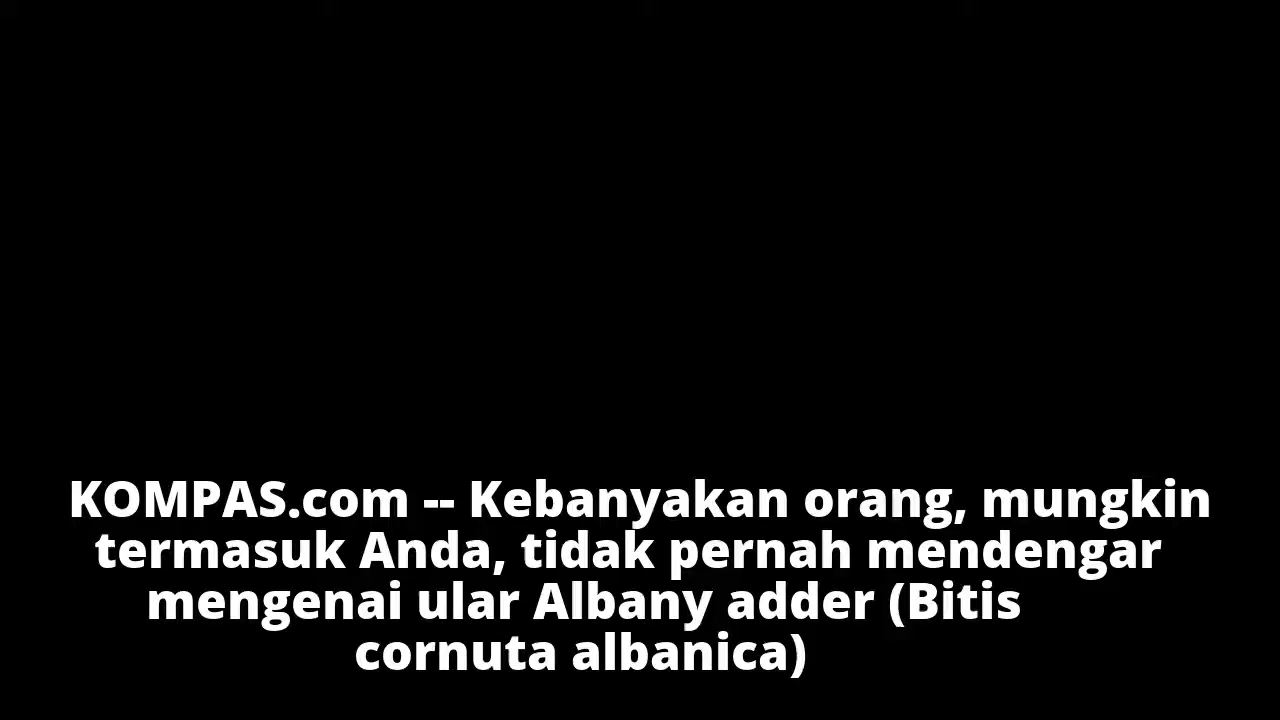 KOMPAS.com -- Kebanyakan orang, mungkin
termasuk Anda, tidak pernah mendengar
mengenai ular Albany adder (Bitis
cornuta albanica)